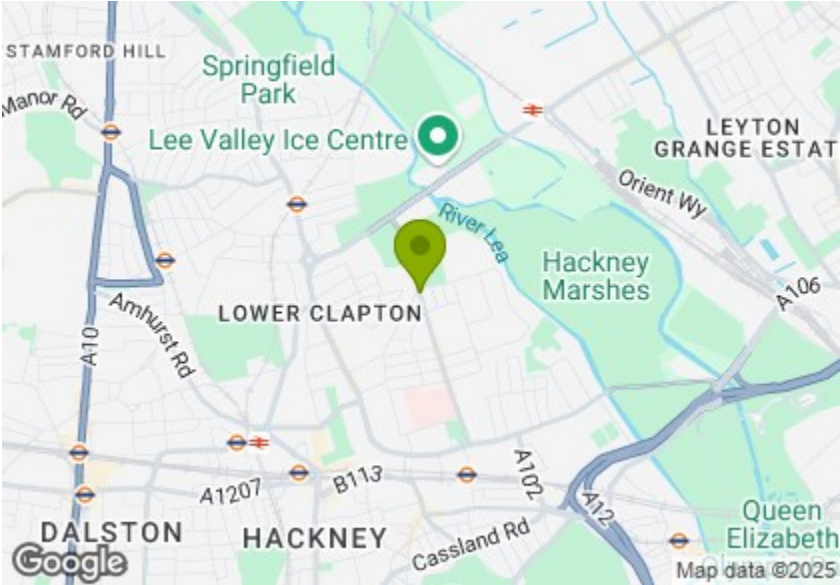 STAMFORD HILL
Springfield
Park
Manor Rd
Lee Valley Ice Centre
LEYTON
GRANGE ESTAT
Orient Wy
River Lea
Hackney
Marshes
A106
LOWER CLAPTON
Amhurst Rd
A10
A1207
B113
A102
A12
Queen
Elizabeth
DALSTON
HACKNEY
Cassland Rd
Google
Map data ©2025